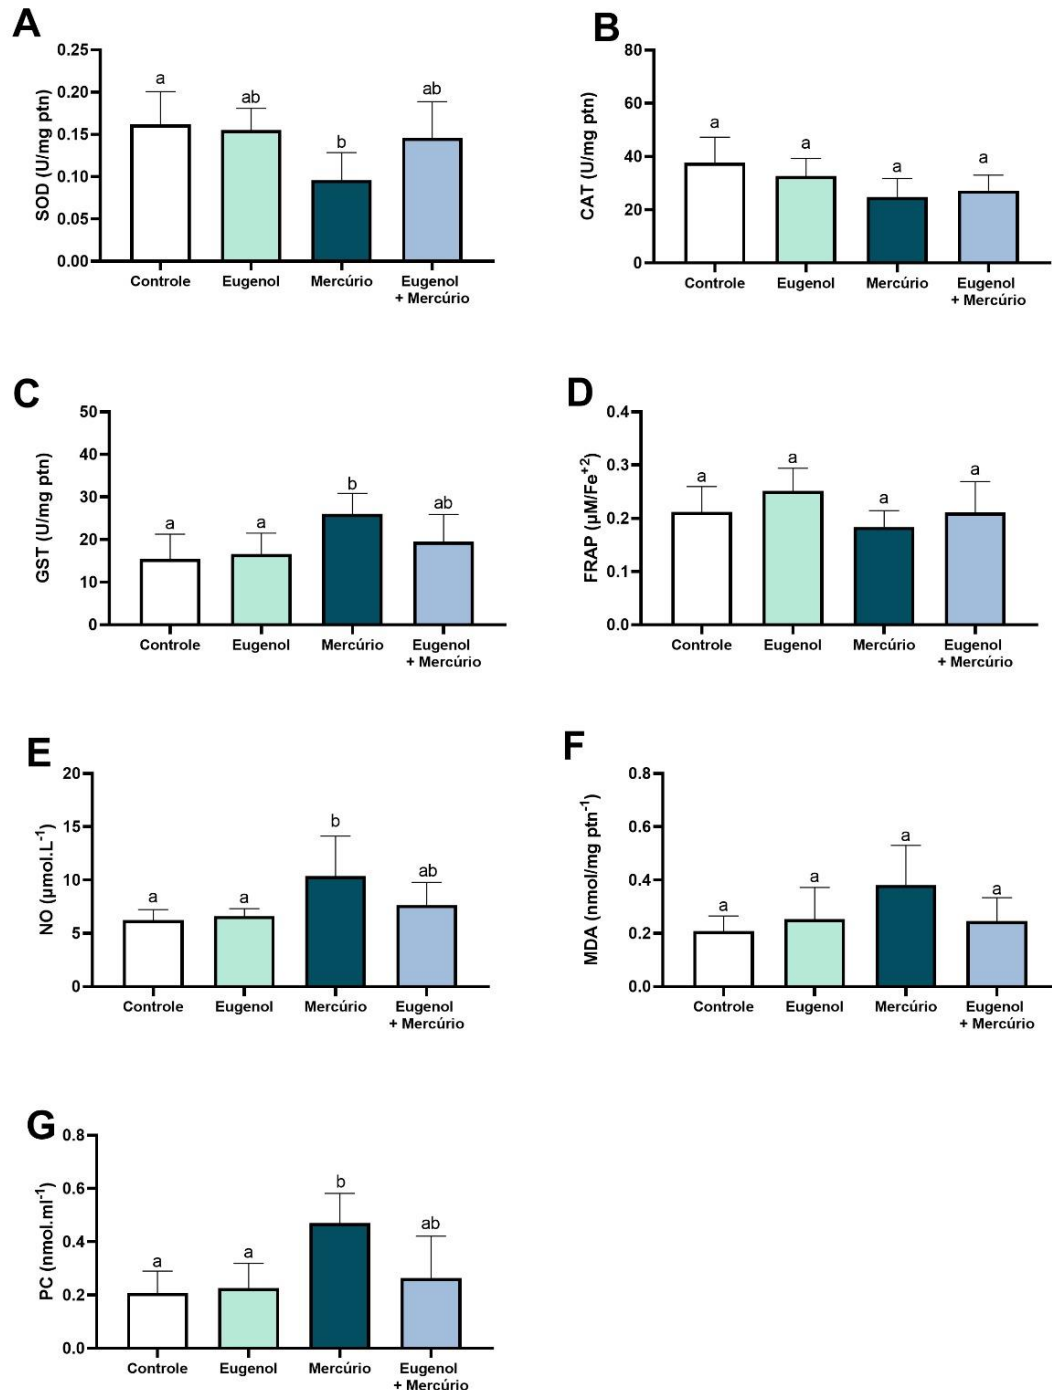 A
SOD (U/mg ptn)
0.25
0.20
0.15
0.10
0.05
0.00
a
ab
b
ab
Controle
Eugenol
Mercúrio
Eugenol
+ Mercúrio
B
CAT (U/mg ptn)
80
60
40
20
0
a
a
a
a
Controle
Eugenol
Mercúrio
Eugenol
+ Mercúrio
C
GST (U/mg ptn)
50
40
30
20
10
0
a
a
b
ab
Controle
Eugenol
Mercúrio
Eugenol
+ Mercúrio
D
FRAP (µM/Fe⁺²)
0.4
0.3
0.2
0.1
0.0
a
a
a
a
Controle
Eugenol
Mercúrio
Eugenol
+ Mercúrio
E
NO (µmol.L⁻¹)
20
15
10
5
0
a
a
b
ab
Controle
Eugenol
Mercúrio
Eugenol
+ Mercúrio
F
MDA (nmol/mg ptn⁻¹)
0.8
0.6
0.4
0.2
0.0
a
a
a
a
Controle
Eugenol
Mercúrio
Eugenol
+ Mercúrio
G
PC (nmol.ml⁻¹)
0.8
0.6
0.4
0.2
0.0
a
a
b
ab
Controle
Eugenol
Mercúrio
Eugenol
+ Mercúrio